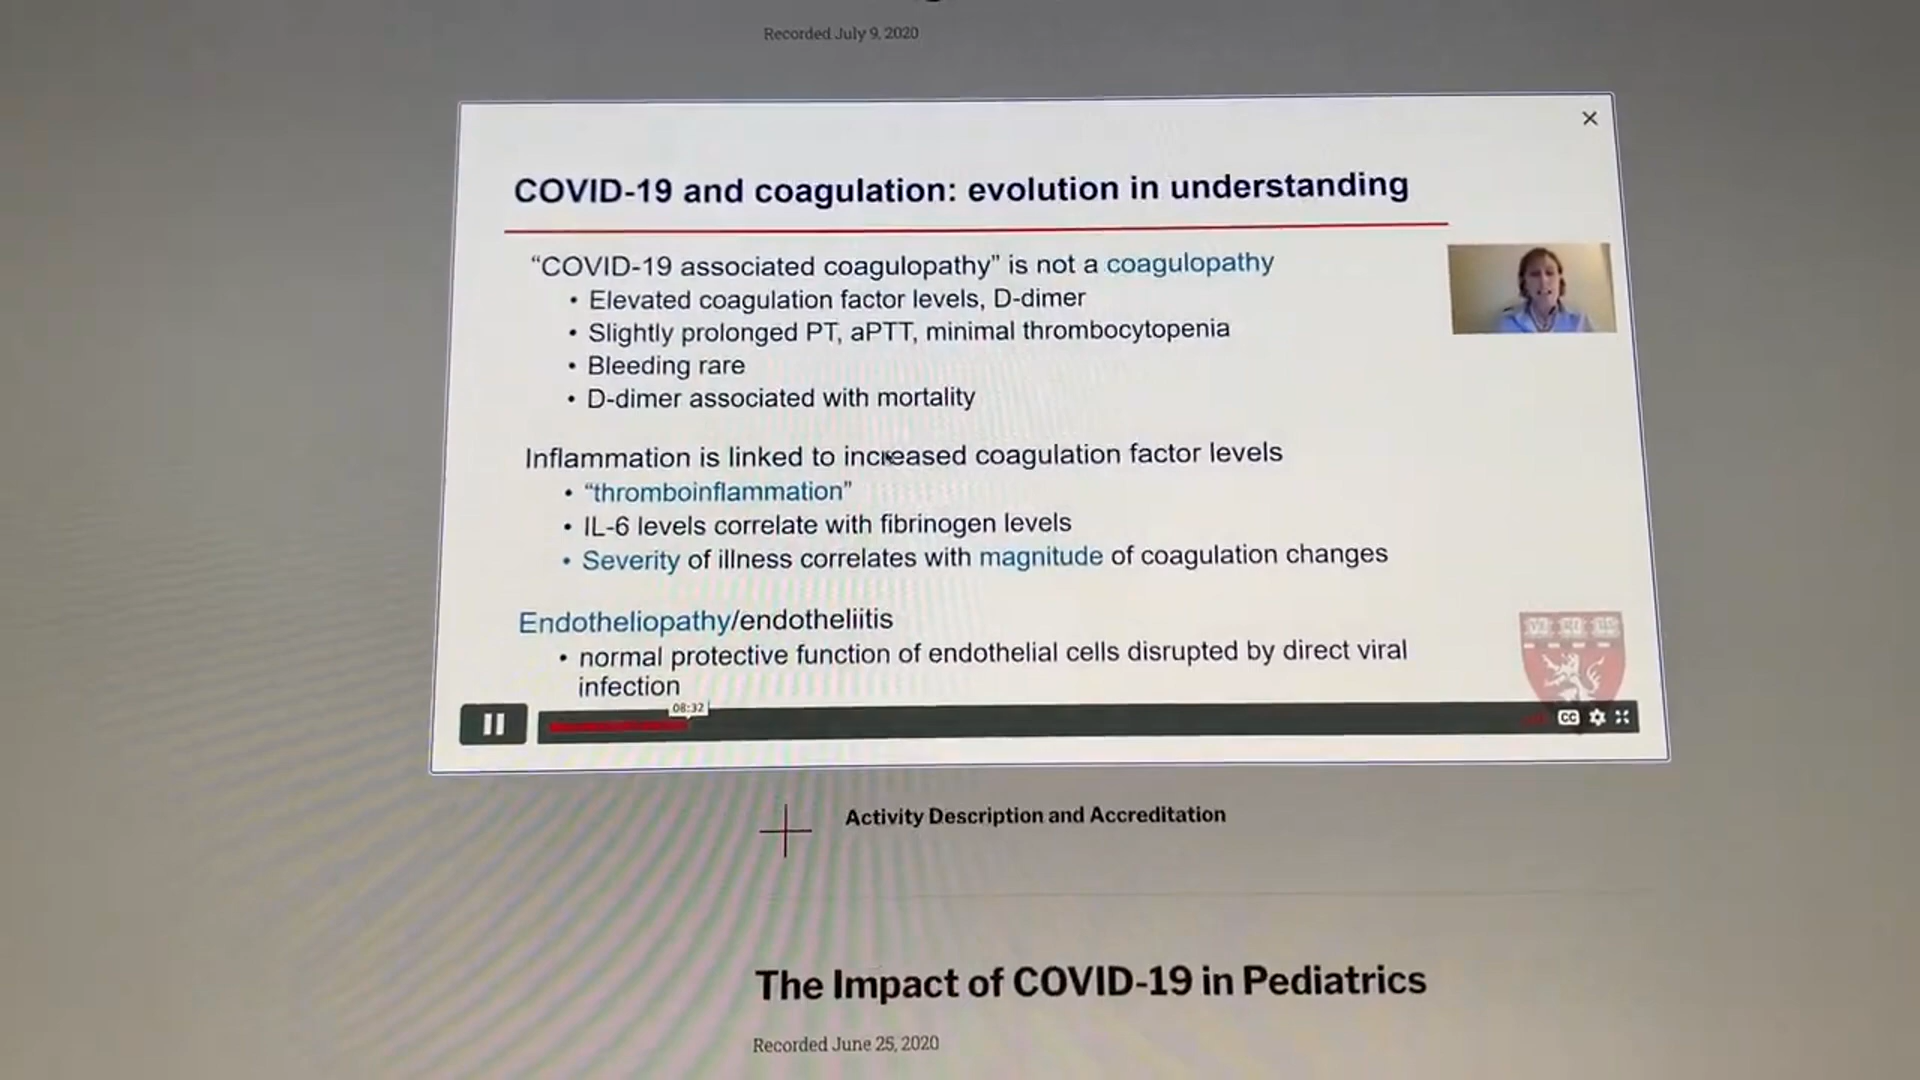 Recorded July 9, 2020
COVID-19 and coagulation: evolution in understanding
“COVID-19 associated coagulopathy” is not a coagulopathy
• Elevated coagulation factor levels, D-dimer
• Slightly prolonged PT, aPTT, minimal thrombocytopenia
• Bleeding rare
• D-dimer associated with mortality
Inflammation is linked to increased coagulation factor levels
• “thromboinflammation”
• IL-6 levels correlate with fibrinogen levels
• Severity of illness correlates with magnitude of coagulation changes
Endotheliopathy/endotheliitis
• normal protective function of endothelial cells disrupted by direct viral
infection
08:32
CC
Activity Description and Accreditation
The Impact of COVID-19 in Pediatrics
Recorded June 25, 2020